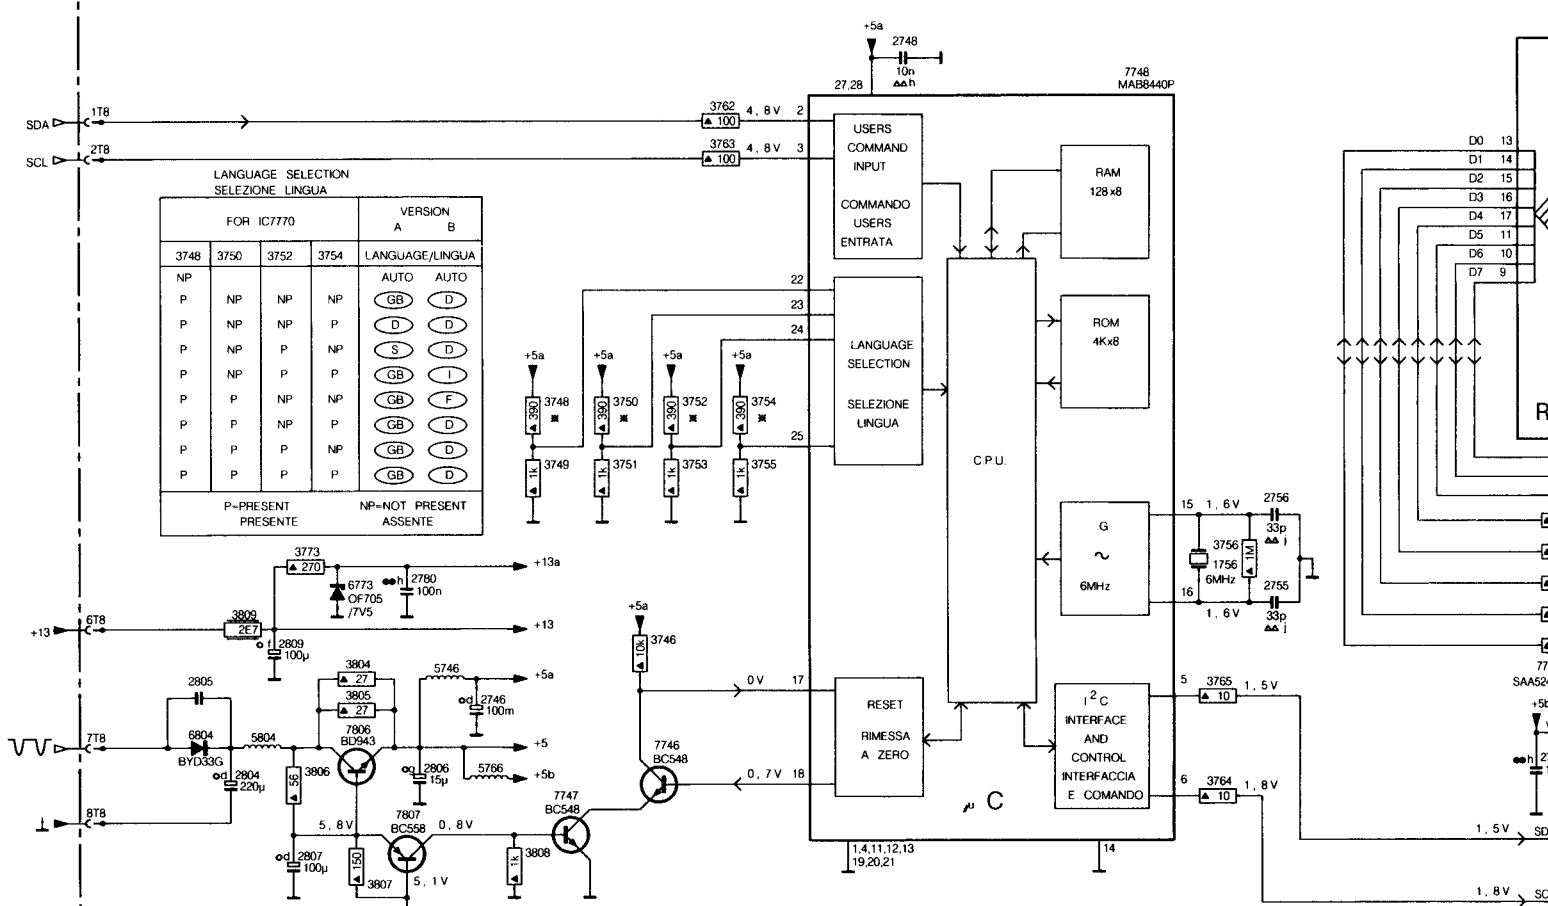 +5a
2748
10n
△△h
27,28
7748
MAB8440P
SDA
1T8
3762
▲ 100
4,8V
2
SCL
2T8
3763
▲ 100
4,8V
3
USERS
COMMAND
INPUT
COMMANDO
USERS
ENTRATA
RAM
128x8
D0 13
D1 14
D2 15
D3 16
D4 17
D5 11
D6 10
D7 9
LANGUAGE SELECTION
SELEZIONE LINGUA
FOR IC7770
VERSION
A B
3748 3750 3752 3754 LANGUAGE/LINGUA
NP AUTO AUTO
P NP NP NP GB D
P NP NP P D D
P NP P NP S D
P NP P P GB I
P P NP NP GB F
P P NP P GB D
P P P NP GB D
P P P P GB D
P=PRESENT
PRESENTE
NP=NOT PRESENT
ASSENTE
22
23
24
25
LANGUAGE
SELECTION
SELEZIONE
LINGUA
ROM
4Kx8
C.P.U.
+5a +5a +5a +5a
▲ 390 3748 ※
▲ 390 3750 ※
▲ 390 3752 ※
▲ 390 3754 ※
▲ 1k 3749
▲ 1k 3751
▲ 1k 3753
▲ 1k 3755
G
~
6MHz
15 1,6V
16 1,6V
2756
33p
△△ j
3756
▲ 1M
1756
6MHz
2755
33p
△△ j
3773
▲ 270
+13a
6773
OF705
/7V5
●●h 2780
100n
+13
6T8
3809
2E7
+13
f 2809
100μ
3804
▲ 27
3805
▲ 27
7806
BD943
5746
+5a
d 2746
100m
+5
5766
+5b
2806
15μ
2805
7T8
6804
BYD33G
5804
d 2804
220μ
▲ 56
3806
8T8
d 2807
100μ
5,8V
▲ 150
3807
7807
BC558
0,8V
5,1V
▲ 1k
3808
7747
BC548
7746
BC548
+5a
▲ 10k
3746
0V
17
0,7V
18
RESET
RIMESSA
A ZERO
μC
I²C
INTERFACE
AND
CONTROL
INTERFACCIA
E COMANDO
5
3765
▲ 10
1,5V
6
3764
▲ 10
1,8V
1,4,11,12,13
19,20,21
14
R
77
SAA524
+5b
●●h 27
1
1,5V SD
1,8V SC